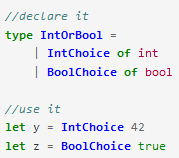 //declare it
type IntOrBool =
    | IntChoice of int
    | BoolChoice of bool

//use it
let y = IntChoice 42
let z = BoolChoice true